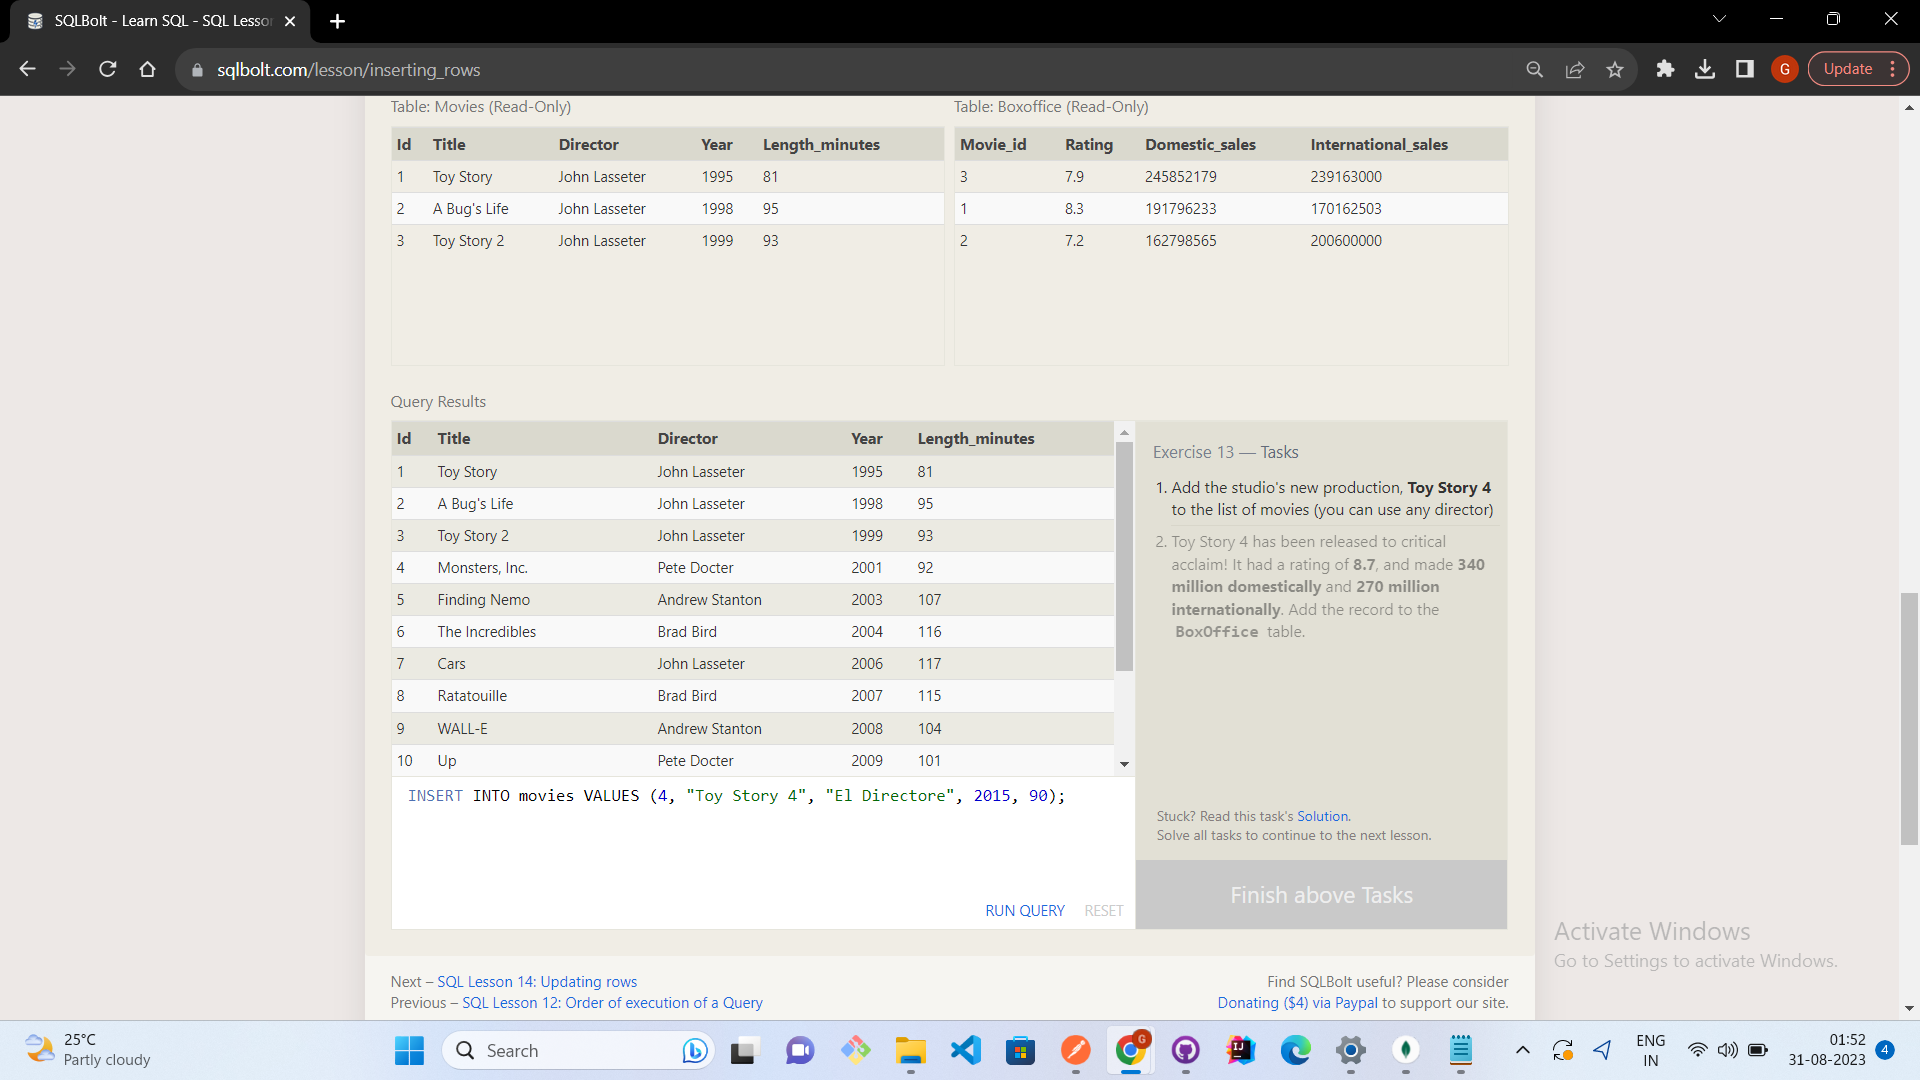 SQLBolt - Learn SQL - SQL Lesso
sqlbolt.com/lesson/inserting_rows
G
Update
Table: Movies (Read-Only)
Id Title Director Year Length_minutes
1 Toy Story John Lasseter 1995 81
2 A Bug's Life John Lasseter 1998 95
3 Toy Story 2 John Lasseter 1999 93
Table: Boxoffice (Read-Only)
Movie_id Rating Domestic_sales International_sales
3 7.9 245852179 239163000
1 8.3 191796233 170162503
2 7.2 162798565 200600000
Query Results
Id Title Director Year Length_minutes
1 Toy Story John Lasseter 1995 81
2 A Bug's Life John Lasseter 1998 95
3 Toy Story 2 John Lasseter 1999 93
4 Monsters, Inc. Pete Docter 2001 92
5 Finding Nemo Andrew Stanton 2003 107
6 The Incredibles Brad Bird 2004 116
7 Cars John Lasseter 2006 117
8 Ratatouille Brad Bird 2007 115
9 WALL-E Andrew Stanton 2008 104
10 Up Pete Docter 2009 101
INSERT INTO movies VALUES (4, "Toy Story 4", "El Directore", 2015, 90);
RUN QUERY RESET
Exercise 13 — Tasks
1. Add the studio's new production, Toy Story 4
to the list of movies (you can use any director)
2. Toy Story 4 has been released to critical
acclaim! It had a rating of 8.7, and made 340
million domestically and 270 million
internationally. Add the record to the
BoxOffice table.
Stuck? Read this task's Solution.
Solve all tasks to continue to the next lesson.
Finish above Tasks
Activate Windows
Go to Settings to activate Windows.
Next – SQL Lesson 14: Updating rows
Previous – SQL Lesson 12: Order of execution of a Query
Find SQLBolt useful? Please consider
Donating ($4) via Paypal to support our site.
25°C
Partly cloudy
Search
G
IJ
ENG
IN
01:52
31-08-2023
4